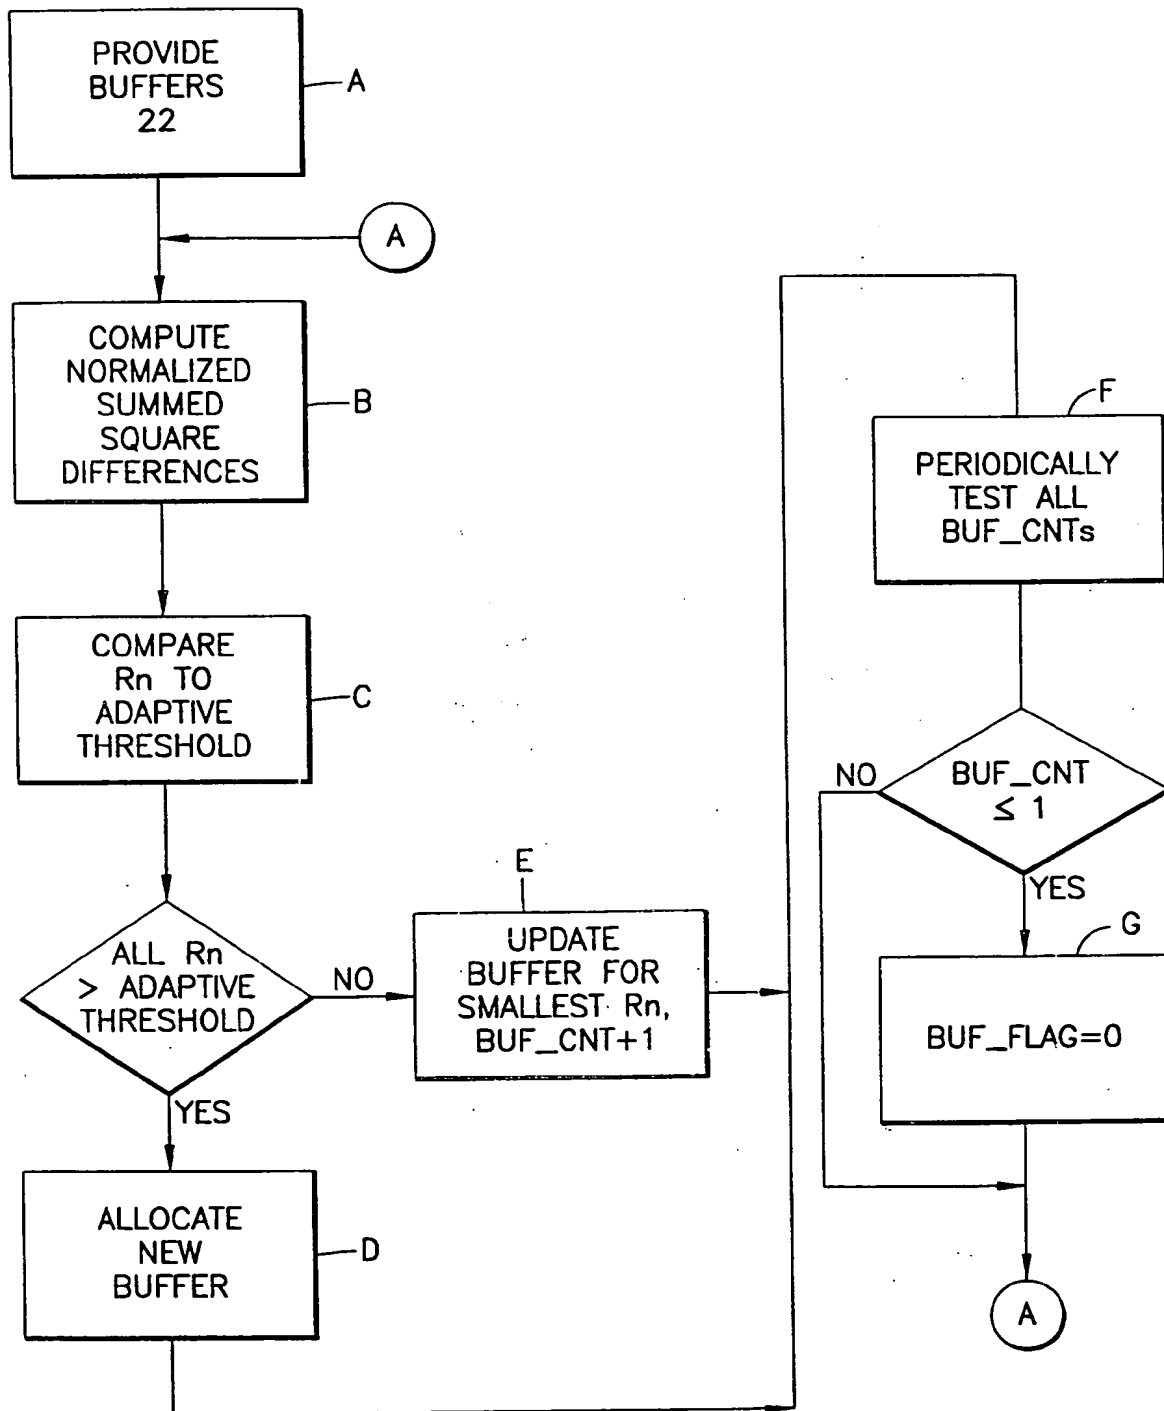 PROVIDE
BUFFERS
22
A
A
COMPUTE
NORMALIZED
SUMMED
SQUARE
DIFFERENCES
B
COMPARE
Rn TO
ADAPTIVE
THRESHOLD
C
ALL Rn
> ADAPTIVE
THRESHOLD
NO
YES
E
UPDATE
BUFFER FOR
SMALLEST Rn,
BUF_CNT+1
ALLOCATE
NEW
BUFFER
D
F
PERIODICALLY
TEST ALL
BUF_CNTs
NO
BUF_CNT
≤ 1
YES
G
BUF_FLAG=0
A